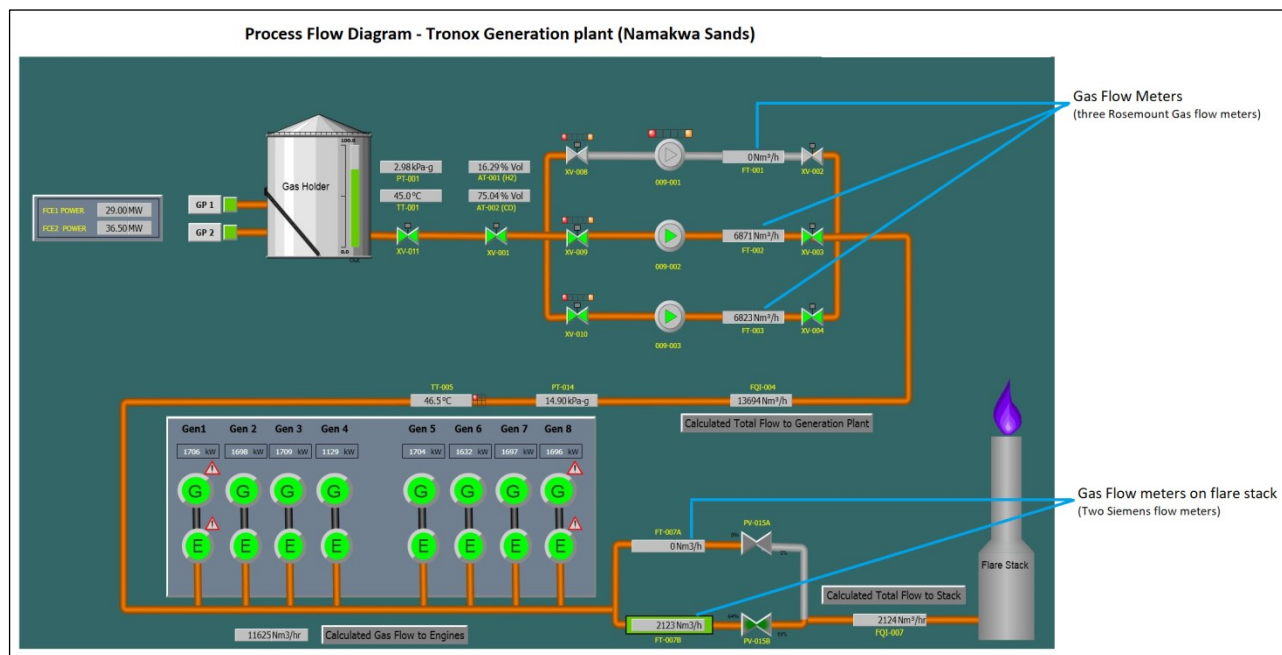 Process Flow Diagram - Tronox Generation plant (Namakwa Sands)
Gas Flow Meters
(three Rosemount Gas flow meters)
0Nm³/h
XV-008
009-001
FT-001
XV-002
Gas Holder
100.0
0.0
2.98 kPa-g
PT-001
16.29 % Vol
AT-001 (H2)
45.0 °C
TT-001
75.04 % Vol
AT-002 (CO)
FCE1 POWER 29.00 MW
FCE2 POWER 36.50 MW
GP 1
GP 2
XV-011
XV-001
XV-009
009-002
6871 Nm³/h
FT-002
XV-003
XV-010
009-003
6823 Nm³/h
FT-003
XV-004
TT-005
46.5 °C
PT-014
14.90 kPa-g
FQI-004
13694 Nm³/h
Calculated Total Flow to Generation Plant
Gen1 Gen 2 Gen 3 Gen 4 Gen 5 Gen 6 Gen 7 Gen 8
1706 kW 1698 kW 1709 kW 1129 kW 1704 kW 1632 kW 1697 kW 1696 kW
G G G G G G G G
E E E E E E E E
Gas Flow meters on flare stack
(Two Siemens flow meters)
FT-007A
0 Nm3/h
PV-015A
0%
0%
Flare Stack
Calculated Total Flow to Stack
2123 Nm3/h
FT-007B
PV-015B
2124 Nm³/hr
FQI-007
11625 Nm3/hr
Calculated Gas Flow to Engines